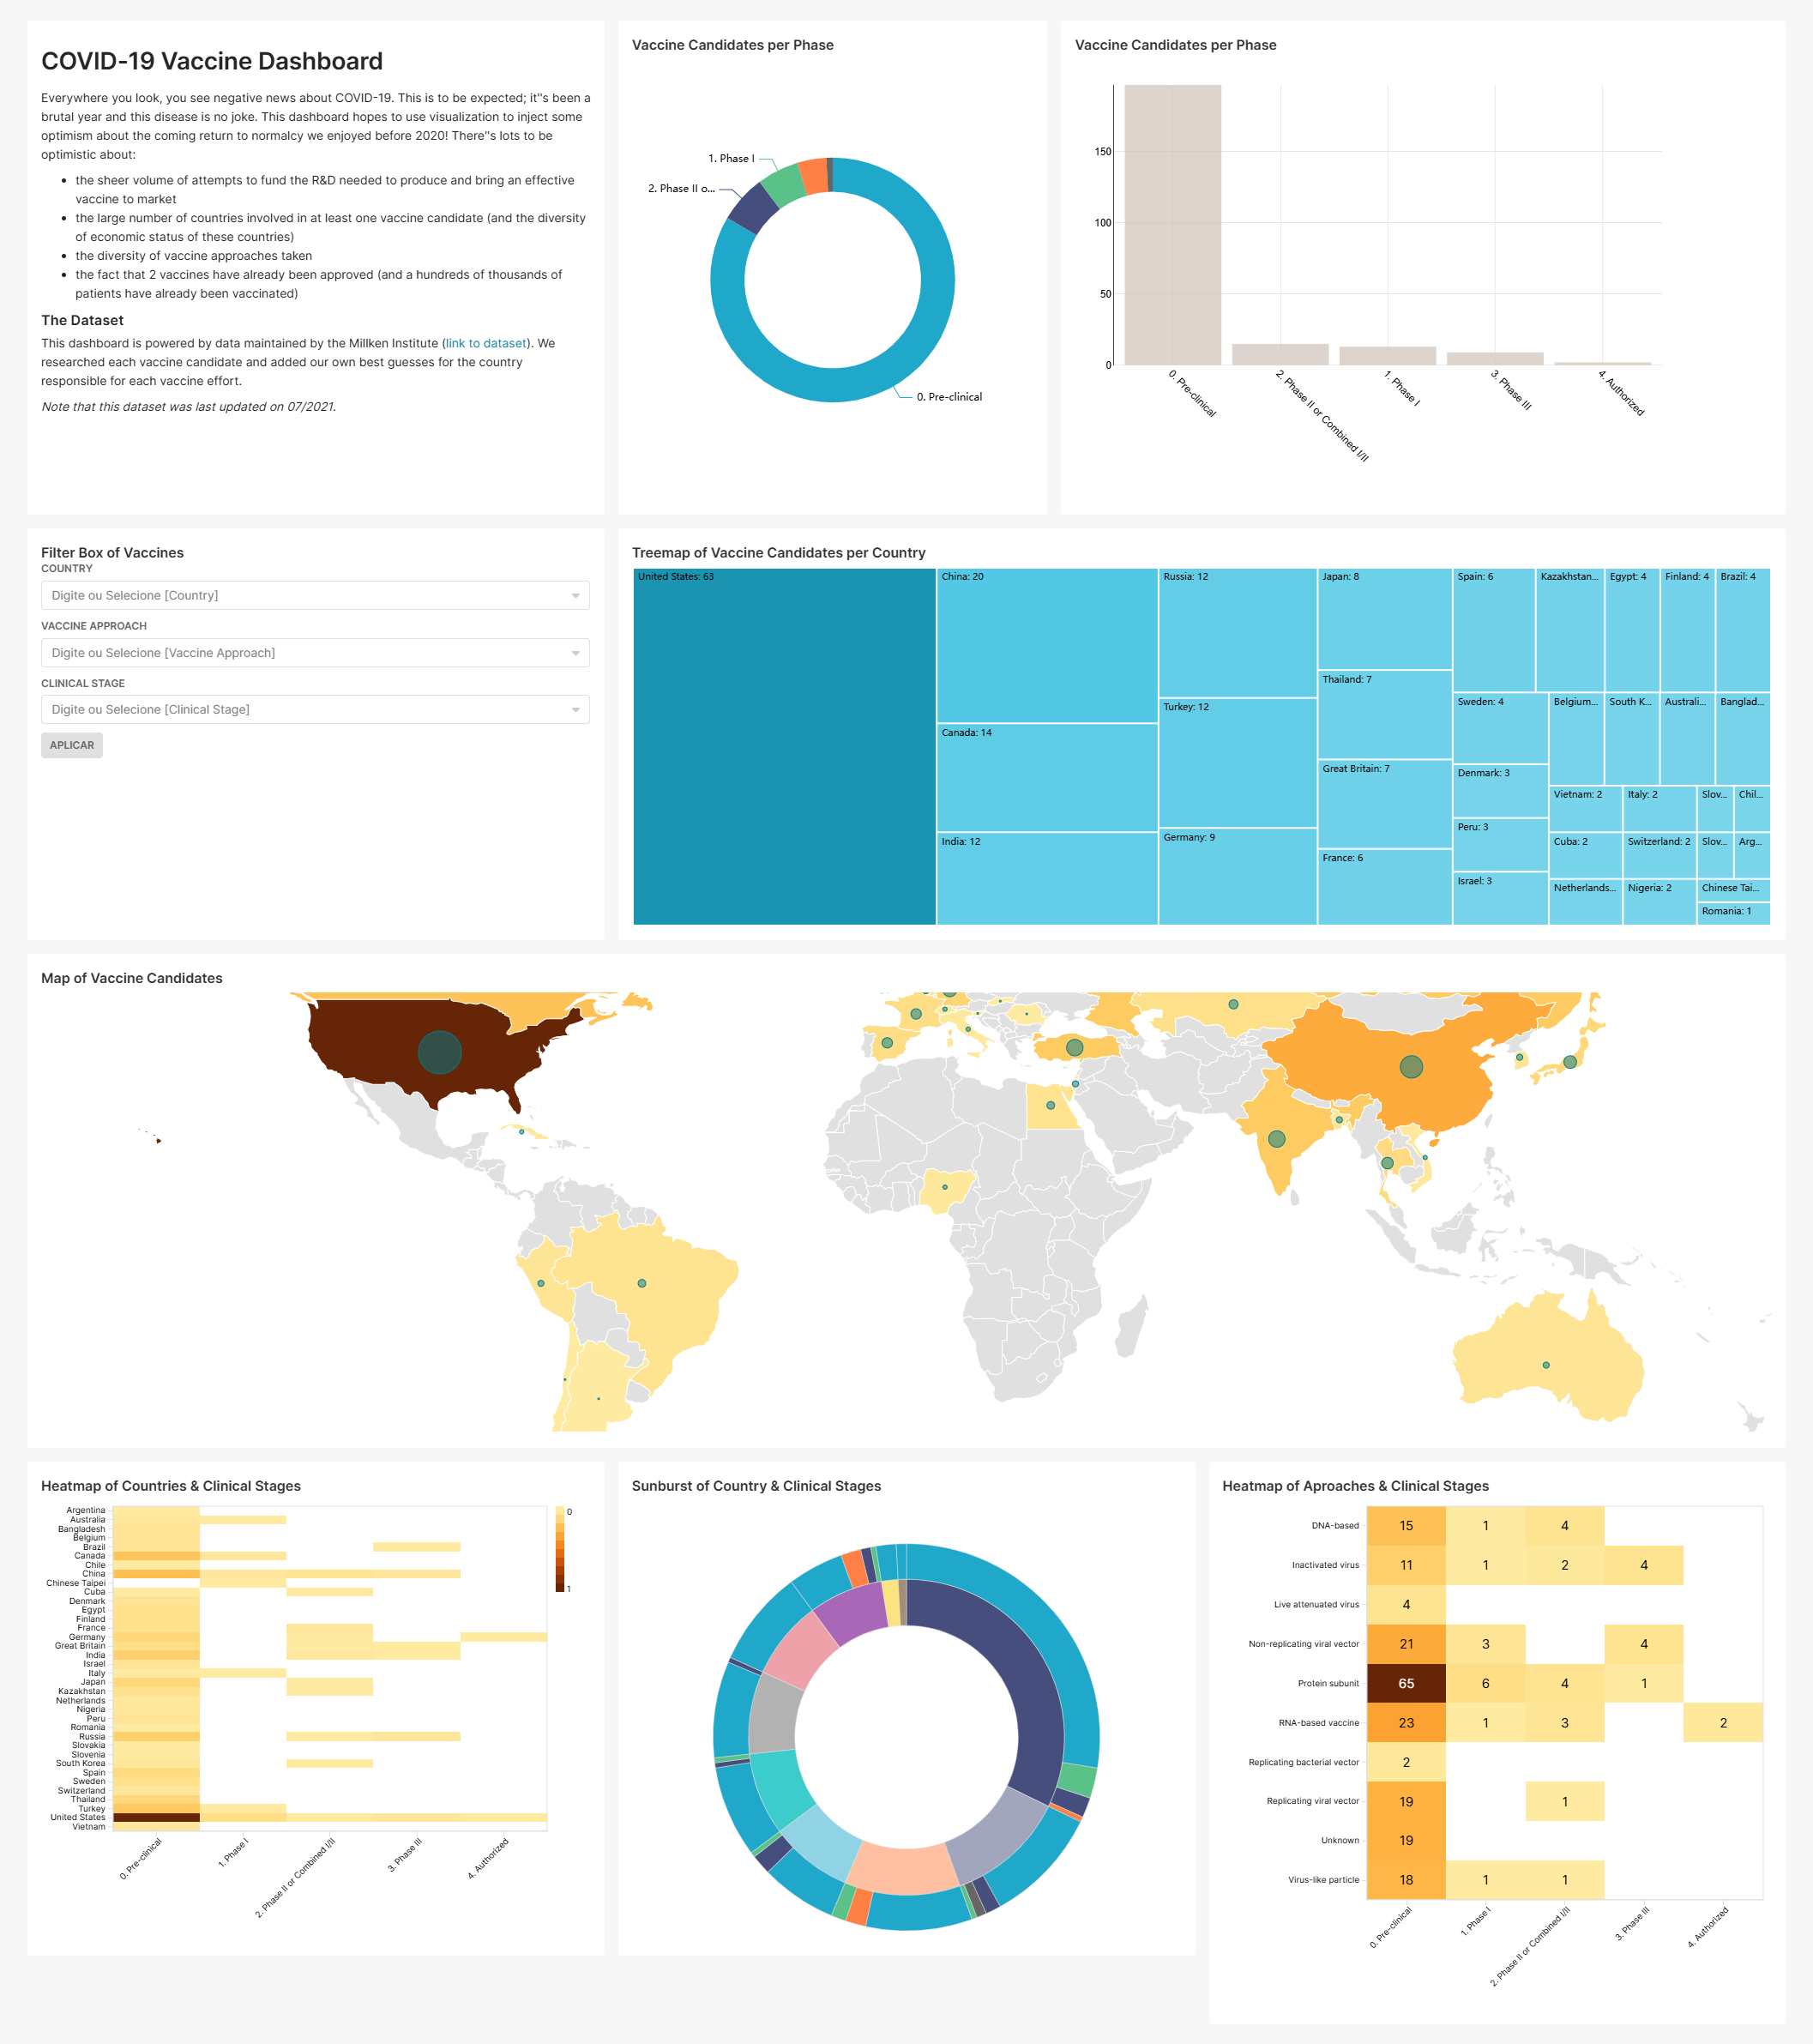 COVID-19 Vaccine Dashboard
Everywhere you look, you see negative news about COVID-19. This is to be expected; it"s been a
brutal year and this disease is no joke. This dashboard hopes to use visualization to inject some
optimism about the coming return to normalcy we enjoyed before 2020! There"s lots to be
optimistic about:
• the sheer volume of attempts to fund the R&D needed to produce and bring an effective
vaccine to market
• the large number of countries involved in at least one vaccine candidate (and the diversity
of economic status of these countries)
• the diversity of vaccine approaches taken
• the fact that 2 vaccines have already been approved (and a hundreds of thousands of
patients have already been vaccinated)
The Dataset
This dashboard is powered by data maintained by the Millken Institute (link to dataset). We
researched each vaccine candidate and added our own best guesses for the country
responsible for each vaccine effort.
Note that this dataset was last updated on 07/2021.
Vaccine Candidates per Phase
1. Phase I
2. Phase II o...
0. Pre-clinical
Vaccine Candidates per Phase
150
100
50
0
0. Pre-clinical
2. Phase II or Combined I/II
1. Phase I
3. Phase III
4. Authorized
Filter Box of Vaccines
COUNTRY
Digite ou Selecione [Country]
VACCINE APPROACH
Digite ou Selecione [Vaccine Approach]
CLINICAL STAGE
Digite ou Selecione [Clinical Stage]
APLICAR
Treemap of Vaccine Candidates per Country
United States: 63
China: 20
Canada: 14
India: 12
Russia: 12
Turkey: 12
Germany: 9
Japan: 8
Thailand: 7
Great Britain: 7
France: 6
Spain: 6
Kazakhstan...
Egypt: 4
Finland: 4
Brazil: 4
Sweden: 4
Denmark: 3
Peru: 3
Israel: 3
Belgium...
South K...
Australi...
Banglad...
Vietnam: 2
Italy: 2
Slov...
Chil...
Cuba: 2
Switzerland: 2
Slov...
Arg...
Netherlands...
Nigeria: 2
Chinese Tai...
Romania: 1
Map of Vaccine Candidates
Heatmap of Countries & Clinical Stages
Argentina
Australia
Bangladesh
Belgium
Brazil
Canada
Chile
China
Chinese Taipei
Cuba
Denmark
Egypt
Finland
France
Germany
Great Britain
India
Israel
Italy
Japan
Kazakhstan
Netherlands
Nigeria
Peru
Romania
Russia
Slovakia
Slovenia
South Korea
Spain
Sweden
Switzerland
Thailand
Turkey
United States
Vietnam
0. Pre-clinical
1. Phase I
2. Phase II or Combined I/II
3. Phase III
4. Authorized
0
1
Sunburst of Country & Clinical Stages
Heatmap of Aproaches & Clinical Stages
DNA-based 15 1 4
Inactivated virus 11 1 2 4
Live attenuated virus 4
Non-replicating viral vector 21 3 4
Protein subunit 65 6 4 1
RNA-based vaccine 23 1 3 2
Replicating bacterial vector 2
Replicating viral vector 19 1
Unknown 19
Virus-like particle 18 1 1
0. Pre-clinical
1. Phase I
2. Phase II or Combined I/II
3. Phase III
4. Authorized